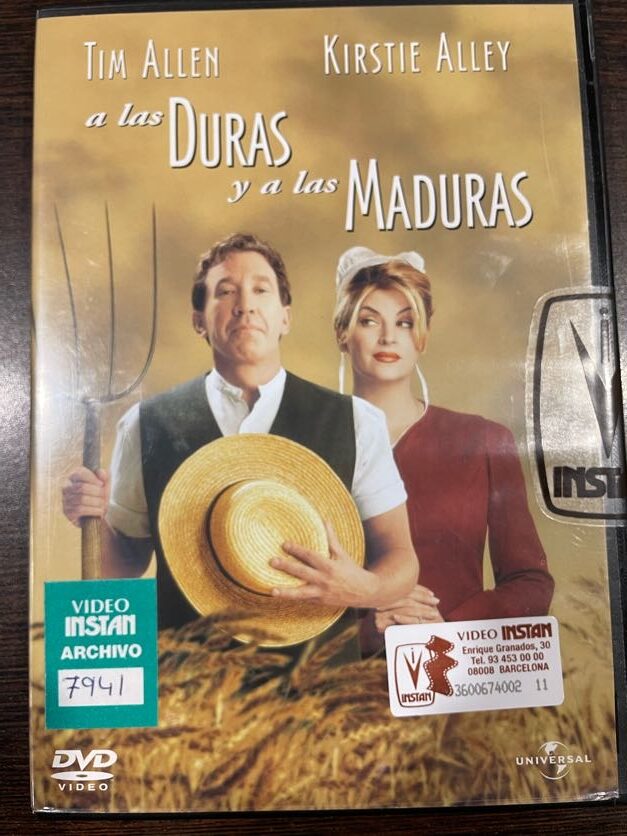 TIM ALLEN
KIRSTIE ALLEY
a las DURAS
y a las MADURAS
INST
VIDEO
INSTAN
ARCHIVO
7941
VIDEO INSTAN
Enrique Granados, 30
Tel. 93 453 00 00
08008 BARCELONA
INSTAN
3600674002 11
DVD
VIDEO
UNIVERSAL